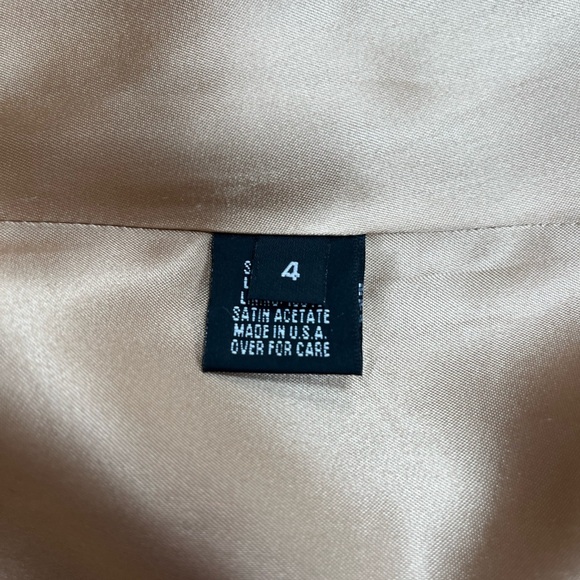 4
SATIN ACETATE
MADE IN U.S.A.
OVER FOR CARE